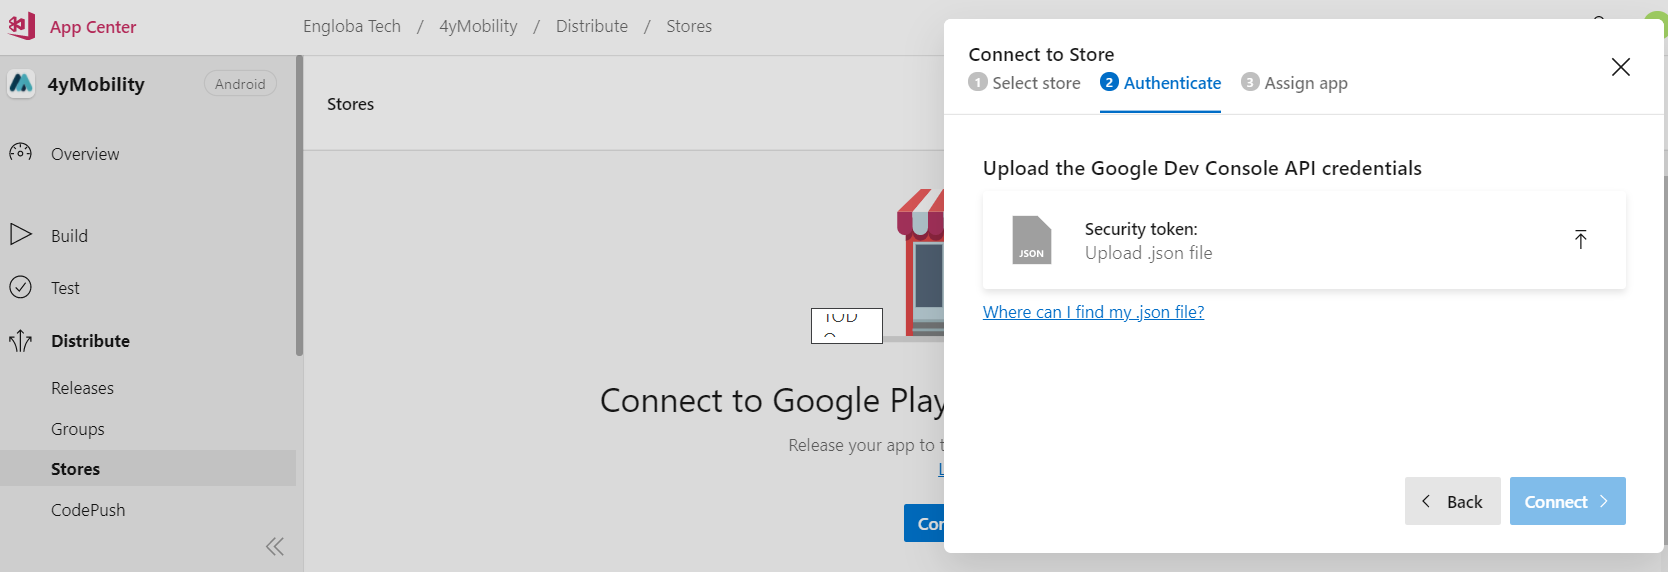 App Center
Engloba Tech / 4yMobility / Distribute / Stores
4yMobility
Android
Overview
Build
Test
Distribute
Releases
Groups
Stores
CodePush
Stores
Connect to Google Play
Release your app to t
Con
Connect to Store
1 Select store
2 Authenticate
3 Assign app
Upload the Google Dev Console API credentials
JSON
Security token:
Upload .json file
Where can I find my .json file?
Back
Connect